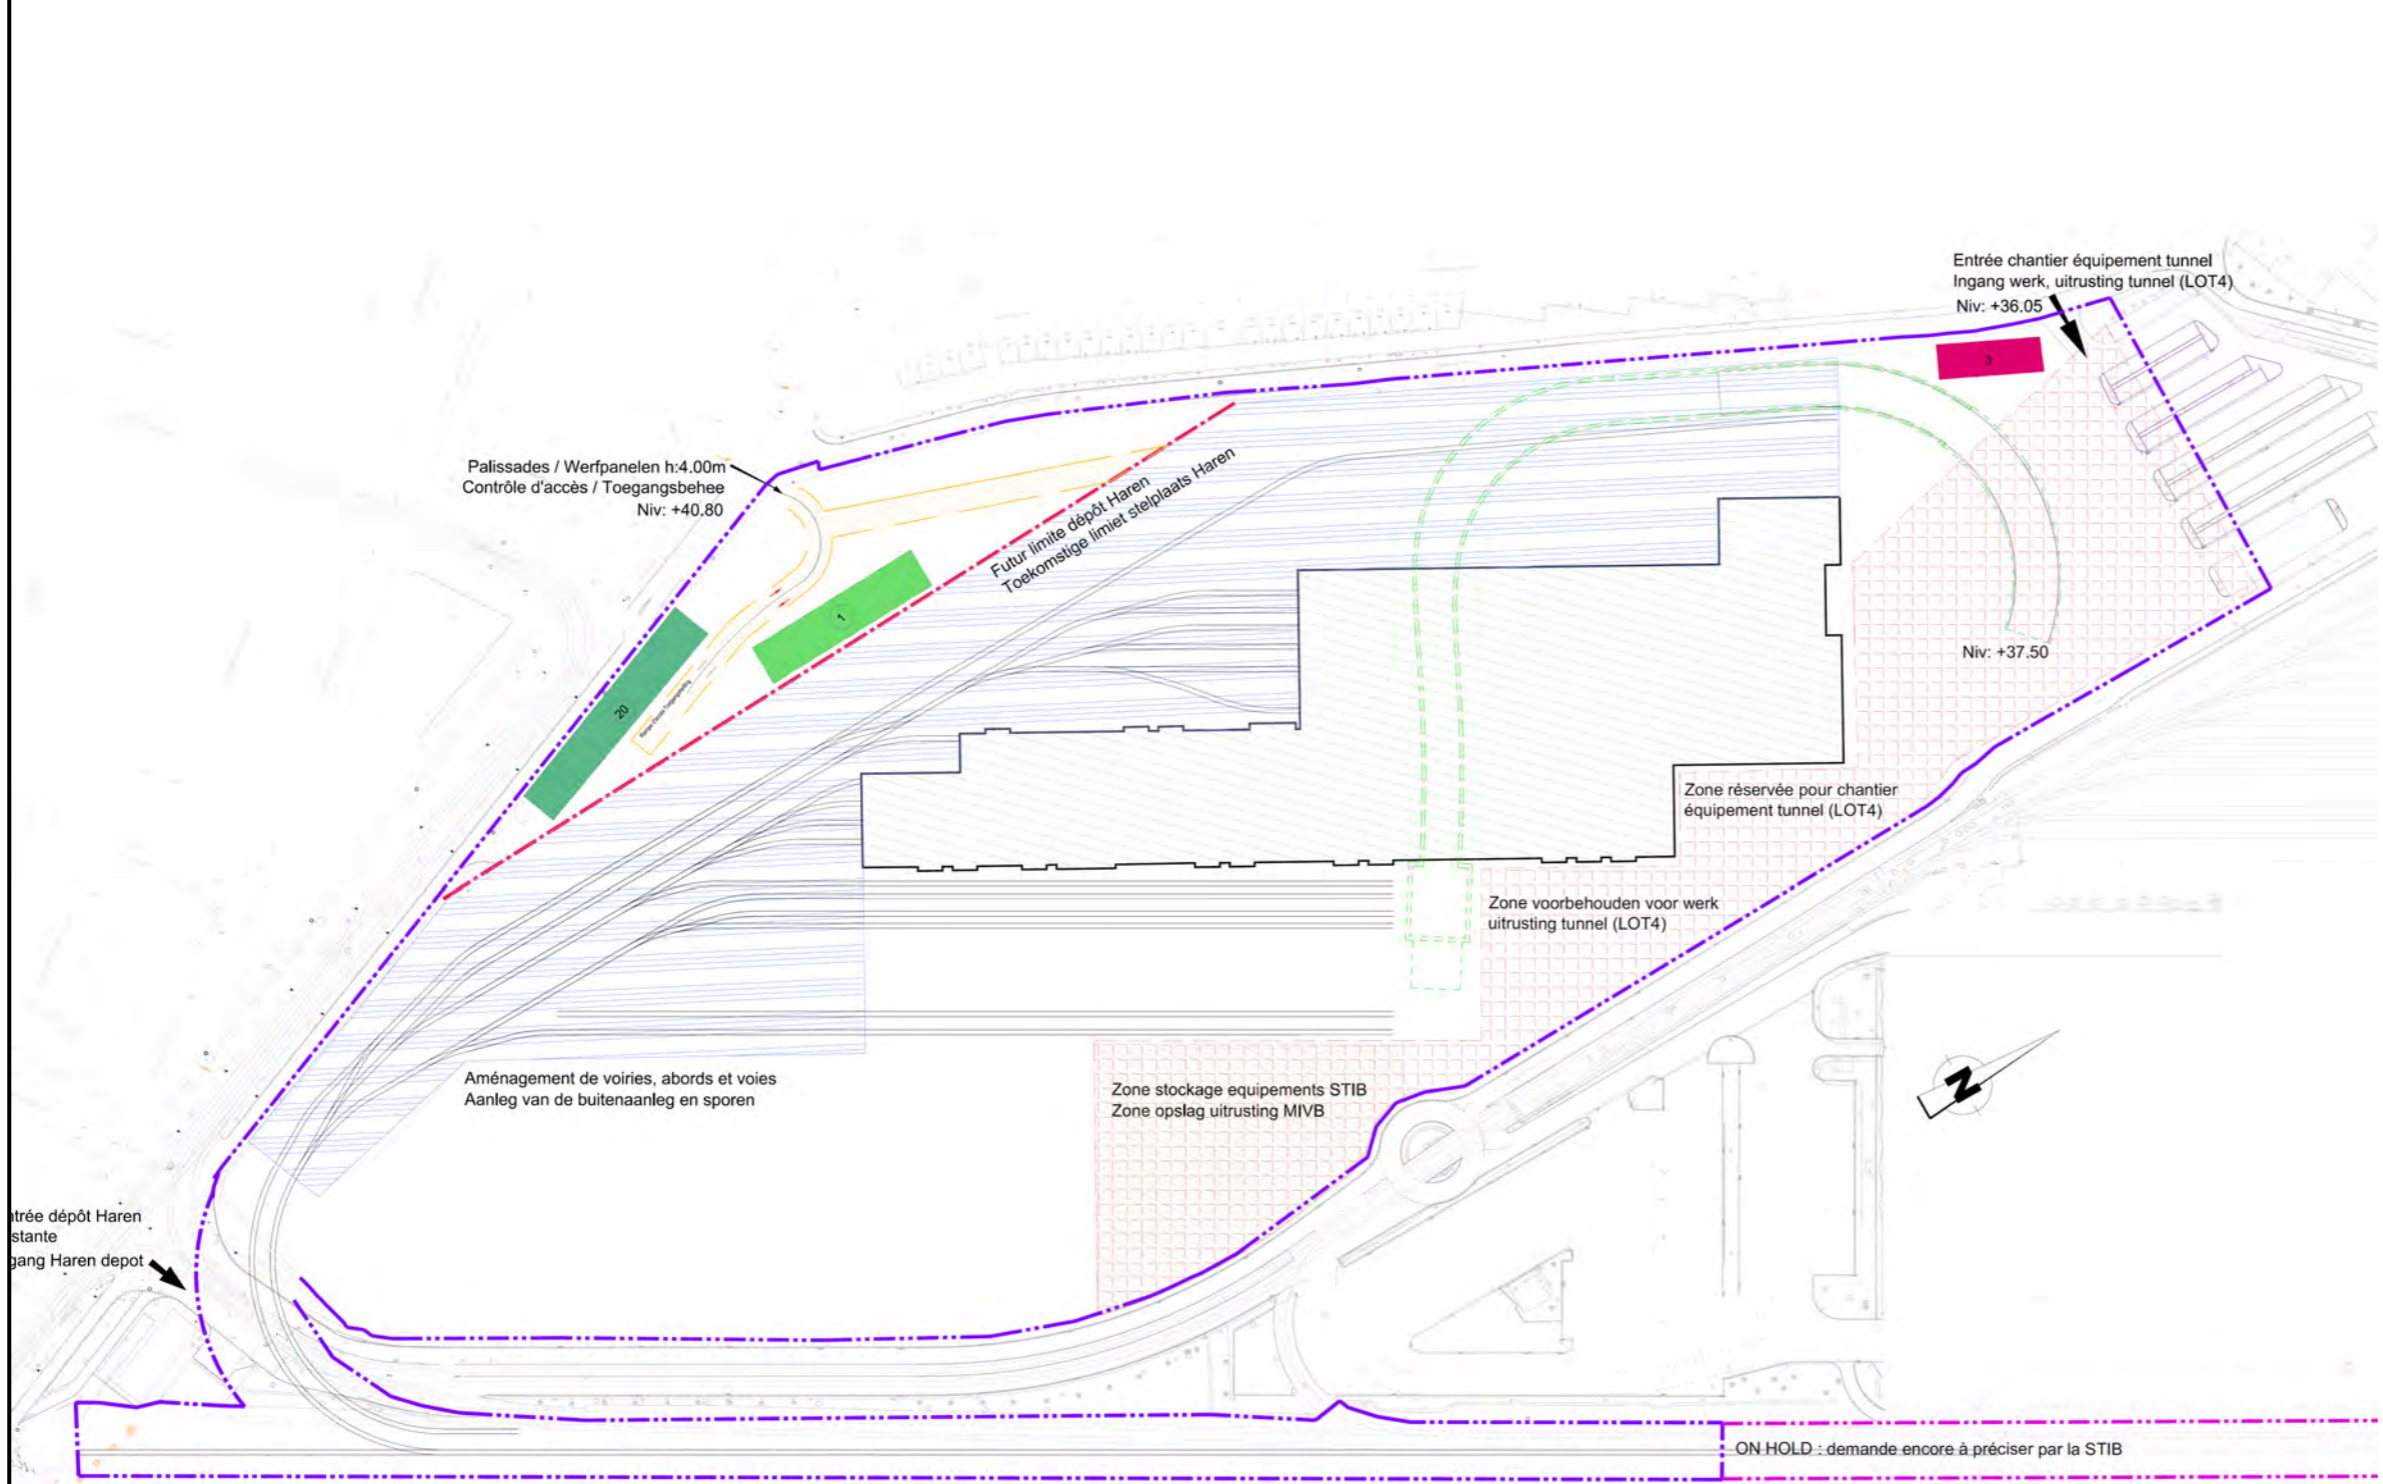 Entrée chantier équipement tunnel
Ingang werk, uitrusting tunnel (LOT4)
Niv: +36.05
3
Palissades / Werfpanelen h:4.00m
Contrôle d'accès / Toegangsbehee
Niv: +40.80
Futur limite dépôt Haren
Toekomstige limiet stelplaats Haren
1
20
Niv: +37.50
Zone réservée pour chantier
équipement tunnel (LOT4)
Zone voorbehouden voor werk
uitrusting tunnel (LOT4)
Aménagement de voiries, abords et voies
Aanleg van de buitenaanleg en sporen
Zone stockage equipements STIB
Zone opslag uitrusting MIVB
N
ntrée dépôt Haren
stante
gang Haren depot
ON HOLD : demande encore à préciser par la STIB